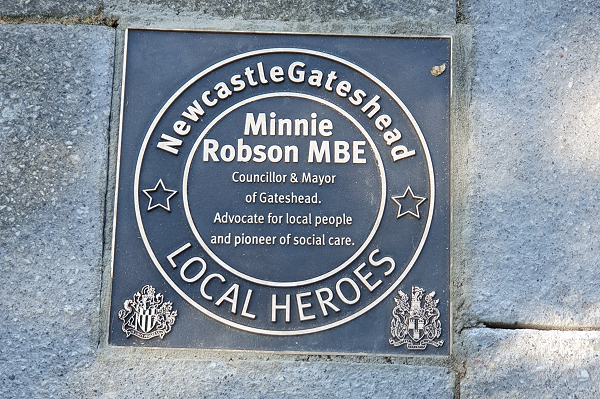 NewcastleGateshead
Minnie
Robson MBE
Councillor & Mayor
of Gateshead.
Advocate for local people
and pioneer of social care.
LOCAL HEROES